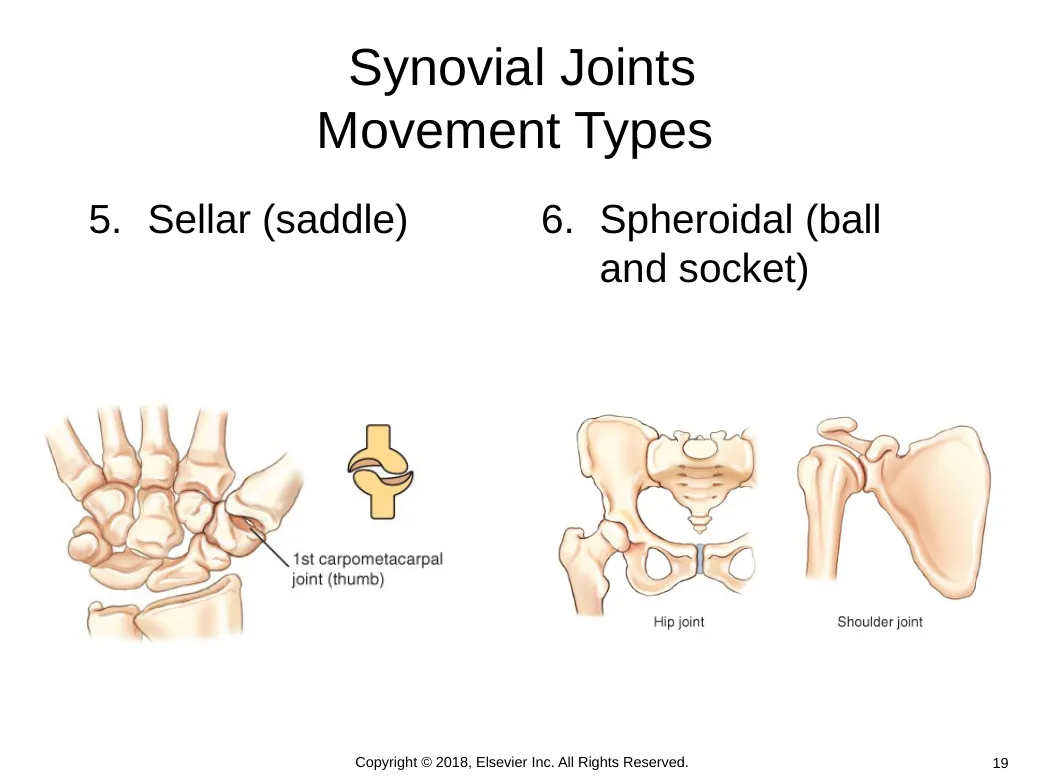 Synovial Joints
Movement Types
5. Sellar (saddle)
6. Spheroidal (ball
and socket)
1st carpometacarpal
joint (thumb)
Hip joint
Shoulder joint
Copyright © 2018, Elsevier Inc. All Rights Reserved.
19